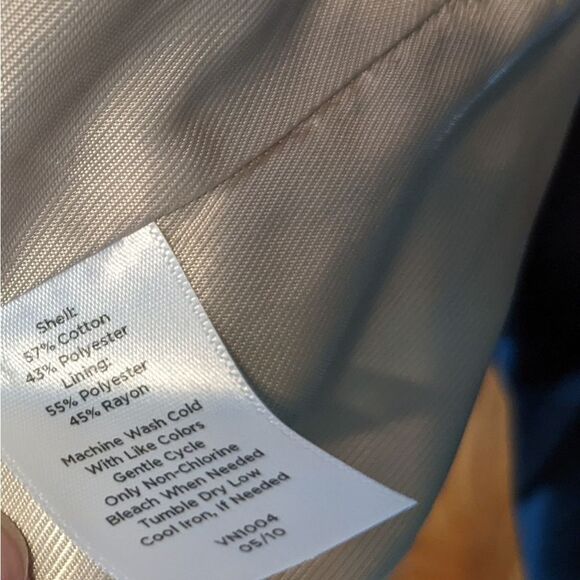 Shell:
57% Cotton
43% Polyester
Lining:
55% Polyester
45% Rayon
Machine Wash Cold
With Like Colors
Gentle Cycle
Only Non-Chlorine
Bleach When Needed
Tumble Dry Low
Cool Iron, if Needed
VN1004
05/10